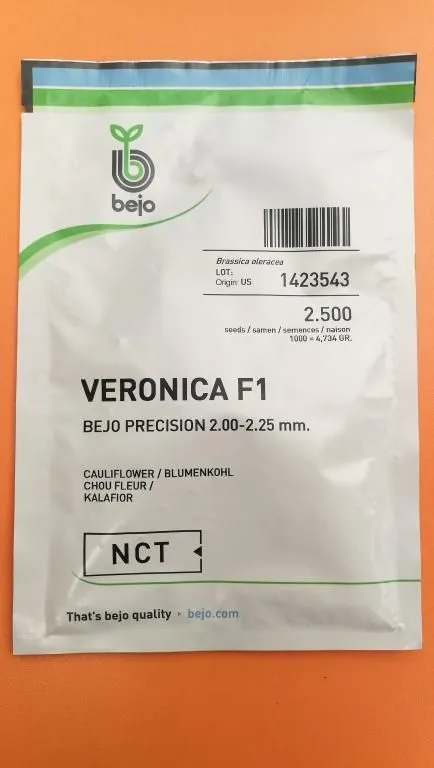 bejo
Brassica oleracea
LOT:
Origin: US 1423543
2.500
seeds / samen / semences / naison
1000 = 4,734 GR.
VERONICA F1
BEJO PRECISION 2.00-2.25 mm.
CAULIFLOWER / BLUMENKOHL
CHOU FLEUR /
KALAFIOR
NCT
That's bejo quality ▸ bejo.com